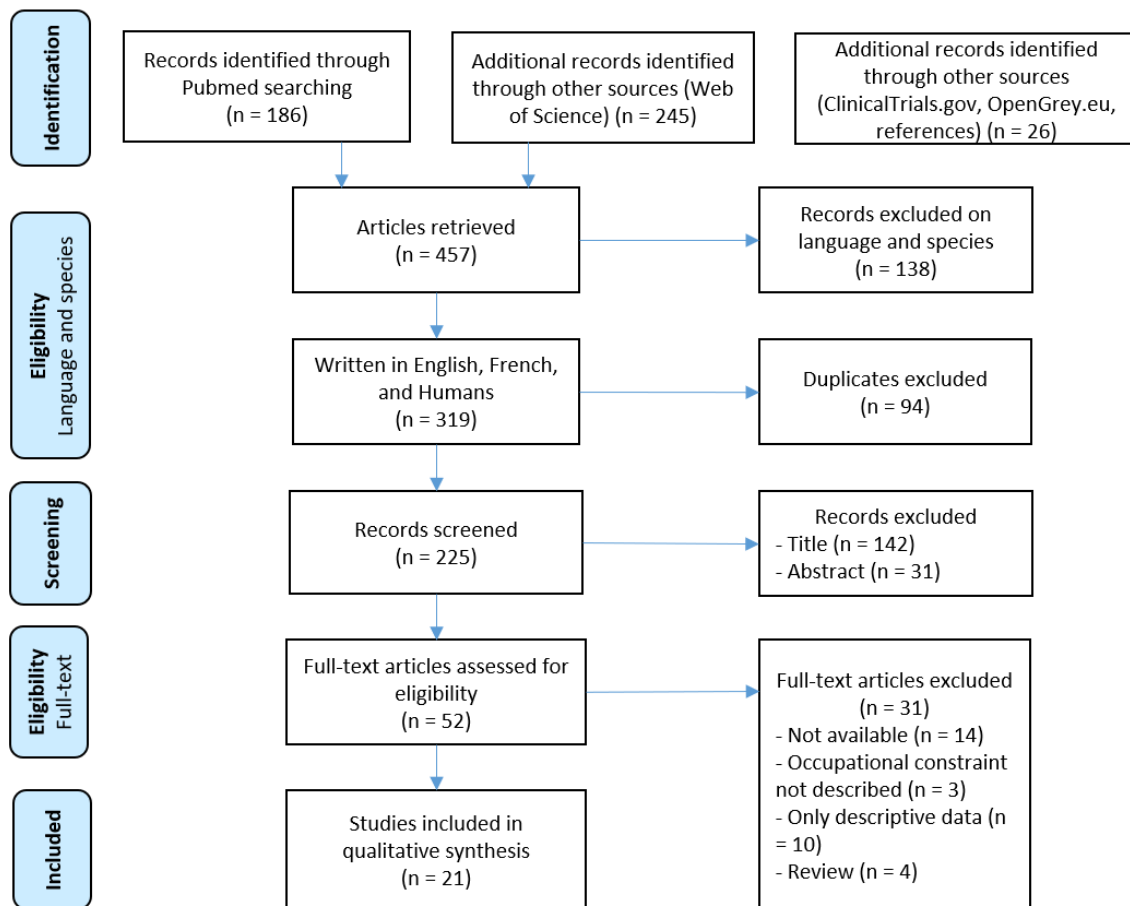 Identification
Records identified through
Pubmed searching
(n = 186)
Additional records identified
through other sources (Web
of Science) (n = 245)
Additional records identified
through other sources
(ClinicalTrials.gov, OpenGrey.eu,
references) (n = 26)
Eligibility
Language and species
Articles retrieved
(n = 457)
Records excluded on
language and species
(n = 138)
Written in English, French,
and Humans
(n = 319)
Duplicates excluded
(n = 94)
Screening
Records screened
(n = 225)
Records excluded
- Title (n = 142)
- Abstract (n = 31)
Eligibility
Full-text
Full-text articles assessed for
eligibility
(n = 52)
Full-text articles excluded
(n = 31)
- Not available (n = 14)
- Occupational constraint
not described (n = 3)
- Only descriptive data (n
= 10)
- Review (n = 4)
Included
Studies included in
qualitative synthesis
(n = 21)